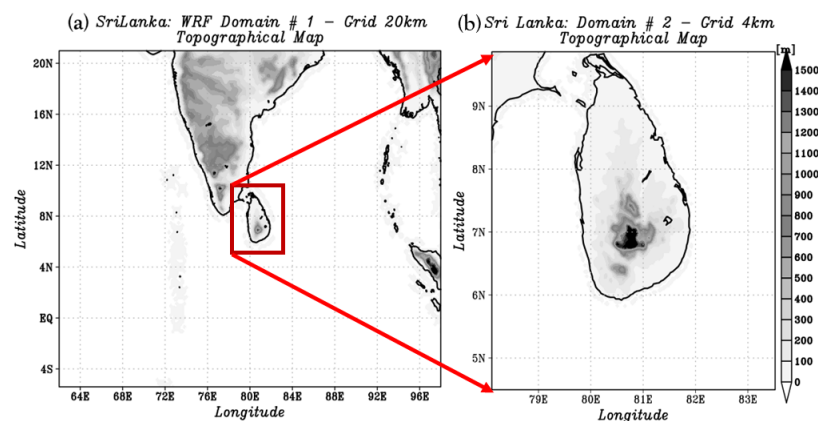 (a) SriLanka: WRF Domain # 1 – Grid 20km
Topographical Map
20N
16N
12N
8N
4N
EQ
4S
Latitude
64E 68E 72E 76E 80E 84E 88E 92E 96E
Longitude
(b) Sri Lanka: Domain # 2 – Grid 4km
Topographical Map
9N
8N
7N
6N
5N
Latitude
79E 80E 81E 82E 83E
Longitude
[m]
1500
1400
1300
1200
1100
1000
900
800
700
600
500
400
300
200
100
0